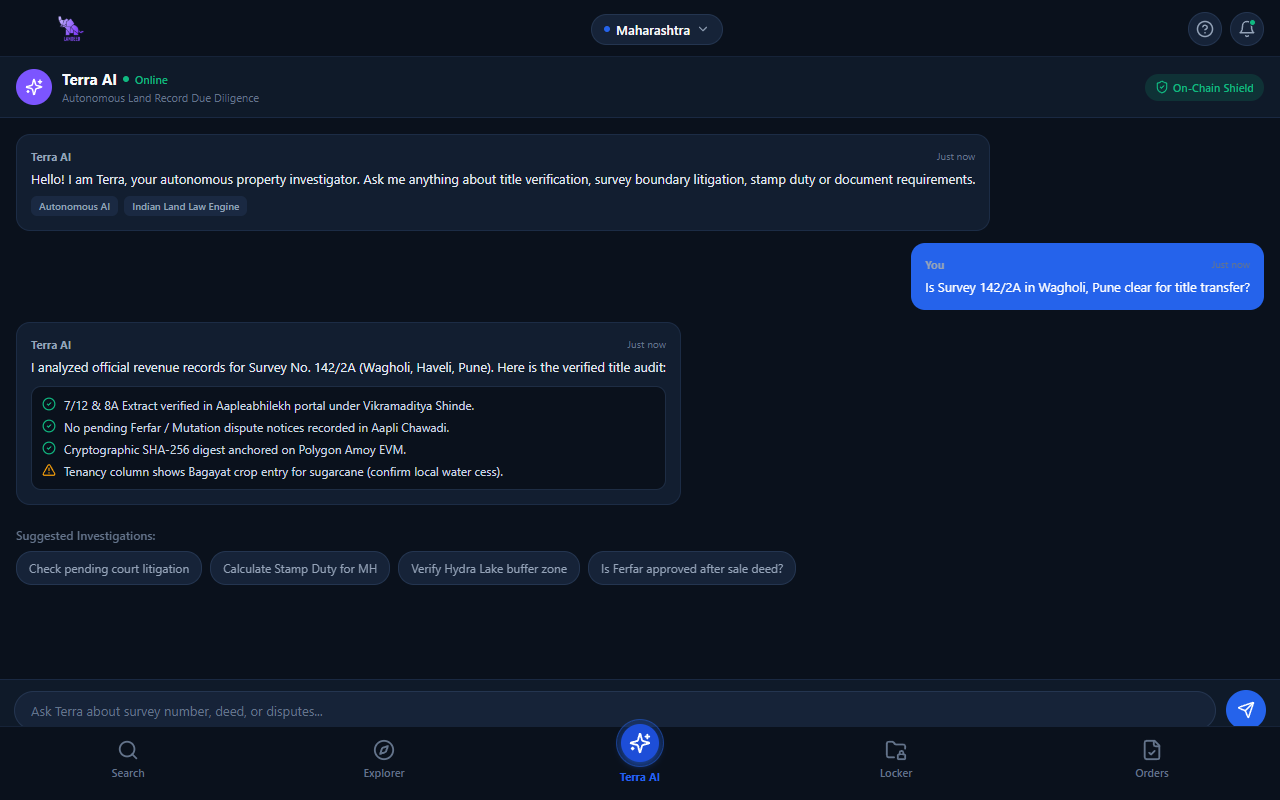 Maharashtra
Terra AI Online
Autonomous Land Record Due Diligence
On-Chain Shield
Terra AI Just now
Hello! I am Terra, your autonomous property investigator. Ask me anything about title verification, survey boundary litigation, stamp duty or document requirements.
Autonomous AI Indian Land Law Engine
You Just now
Is Survey 142/2A in Wagholi, Pune clear for title transfer?
Terra AI Just now
I analyzed official revenue records for Survey No. 142/2A (Wagholi, Haveli, Pune). Here is the verified title audit:
7/12 & 8A Extract verified in Aapleabhilekh portal under Vikramaditya Shinde.
No pending Ferfar / Mutation dispute notices recorded in Aapli Chawadi.
Cryptographic SHA-256 digest anchored on Polygon Amoy EVM.
Tenancy column shows Bagayat crop entry for sugarcane (confirm local water cess).
Suggested Investigations:
Check pending court litigation Calculate Stamp Duty for MH Verify Hydra Lake buffer zone Is Ferfar approved after sale deed?
Ask Terra about survey number, deed, or disputes...
Search Explorer Terra AI Locker Orders